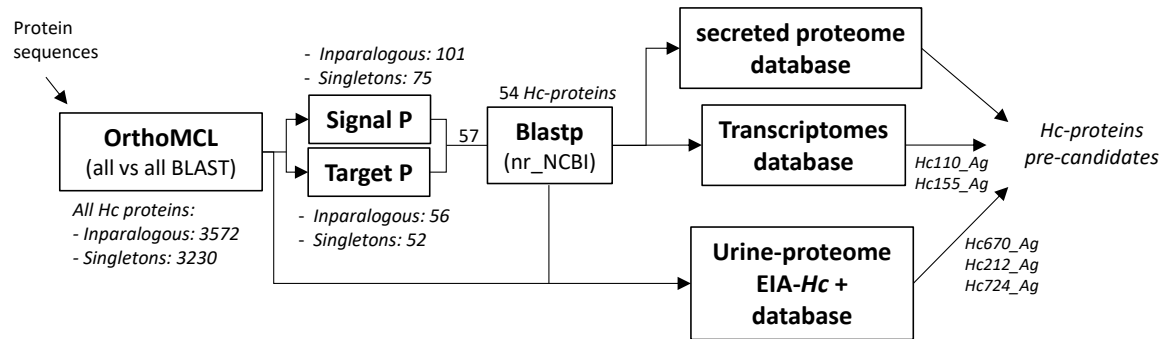 Protein
sequences
OrthoMCL
(all vs all BLAST)
All Hc proteins:
- Inparalogous: 3572
- Singletons: 3230
- Inparalogous: 101
- Singletons: 75
Signal P
Target P
- Inparalogous: 56
- Singletons: 52
57
54 Hc-proteins
Blastp
(nr_NCBI)
secreted proteome
database
Transcriptomes
database
Hc110_Ag
Hc155_Ag
Urine-proteome
EIA-Hc +
database
Hc670_Ag
Hc212_Ag
Hc724_Ag
Hc-proteins
pre-candidates